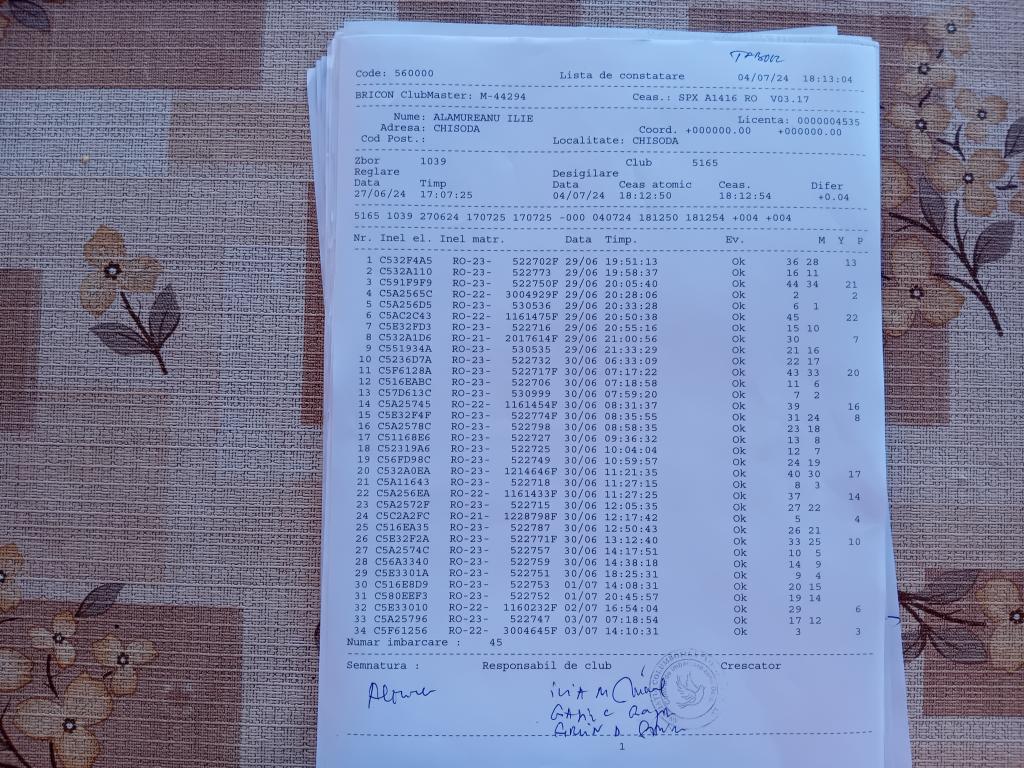 Code: 560000 Lista de constatare 04/07/24 18:13:04
BRICON ClubMaster: M-44294 Ceas.: SPX A1416 RO V03.17
Nume: ALAMUREANU ILIE Licenta: 0000004535
Adresa: CHISODA Coord. +000000.00 +000000.00
Cod Post.: Localitate: CHISODA
Zbor 1039 Club 5165
Reglare Desigilare
Data Timp Data Ceas atomic Ceas. Difer
27/06/24 17:07:25 04/07/24 18:12:50 18:12:54 +0.04
5165 1039 270624 170725 170725 -000 040724 181250 181254 +004 +004
Nr. Inel el. Inel matr. Data Timp. Ev. M Y P
1 C532F4A5 RO-23- 522702F 29/06 19:51:13 Ok 36 28 13
2 C532A110 RO-23- 522773 29/06 19:58:37 Ok 16 11
3 C591F9F9 RO-23- 522750F 29/06 20:05:40 Ok 44 34 21
4 C5A2565C RO-22- 3004929F 29/06 20:28:06 Ok 2 2
5 C5A256D5 RO-23- 530536 29/06 20:33:28 Ok 6 1
6 C5AC2C43 RO-22- 1161475F 29/06 20:50:38 Ok 45 22
7 C5E32FD3 RO-23- 522716 29/06 20:55:16 Ok 15 10
8 C532A1D6 RO-21- 2017614F 29/06 21:00:56 Ok 30 7
9 C551934A RO-23- 530535 29/06 21:33:29 Ok 21 16
10 C5236D7A RO-23- 522732 30/06 06:33:09 Ok 22 17
11 C5F6128A RO-23- 522717F 30/06 07:17:22 Ok 43 33 20
12 C516EABC RO-23- 522706 30/06 07:18:58 Ok 11 6
13 C57D613C RO-23- 530999 30/06 07:59:20 Ok 7 2
14 C5A25745 RO-22- 1161454F 30/06 08:31:37 Ok 39 16
15 C5E32F4F RO-23- 522774F 30/06 08:35:55 Ok 31 24 8
16 C5A2578C RO-23- 522798 30/06 08:58:35 Ok 23 18
17 C51168E6 RO-23- 522727 30/06 09:36:32 Ok 13 8
18 C52319A6 RO-23- 522725 30/06 10:04:04 Ok 12 7
19 C56FD98C RO-23- 522749 30/06 10:59:57 Ok 24 19
20 C532A0EA RO-23- 1214646F 30/06 11:21:35 Ok 40 30 17
21 C5A11643 RO-23- 522718 30/06 11:27:15 Ok 8 3
22 C5A256EA RO-22- 1161433F 30/06 11:27:25 Ok 37 14
23 C5A2572F RO-23- 522715 30/06 12:05:35 Ok 27 22
24 C5C2A2FC RO-21- 1228798F 30/06 12:17:42 Ok 5 4
25 C516EA35 RO-23- 522787 30/06 12:50:43 Ok 26 21
26 C5E32F2A RO-23- 522771F 30/06 13:12:40 Ok 33 25 10
27 C5A2574C RO-23- 522757 30/06 14:17:51 Ok 10 5
28 C56A3340 RO-23- 522759 30/06 14:38:18 Ok 14 9
29 C5E3301A RO-23- 522751 30/06 18:25:31 Ok 9 4
30 C516E8D9 RO-23- 522753 01/07 14:08:31 Ok 20 15
31 C580EEF3 RO-23- 522752 01/07 20:45:57 Ok 19 14
32 C5E33010 RO-22- 1160232F 02/07 16:54:04 Ok 29 6
33 C5A25796 RO-23- 522747 03/07 07:18:54 Ok 17 12
34 C5F61256 RO-22- 3004645F 03/07 14:10:31 Ok 3 3
Numar imbarcare : 45
Semnatura : Responsabil de club Crescator
1